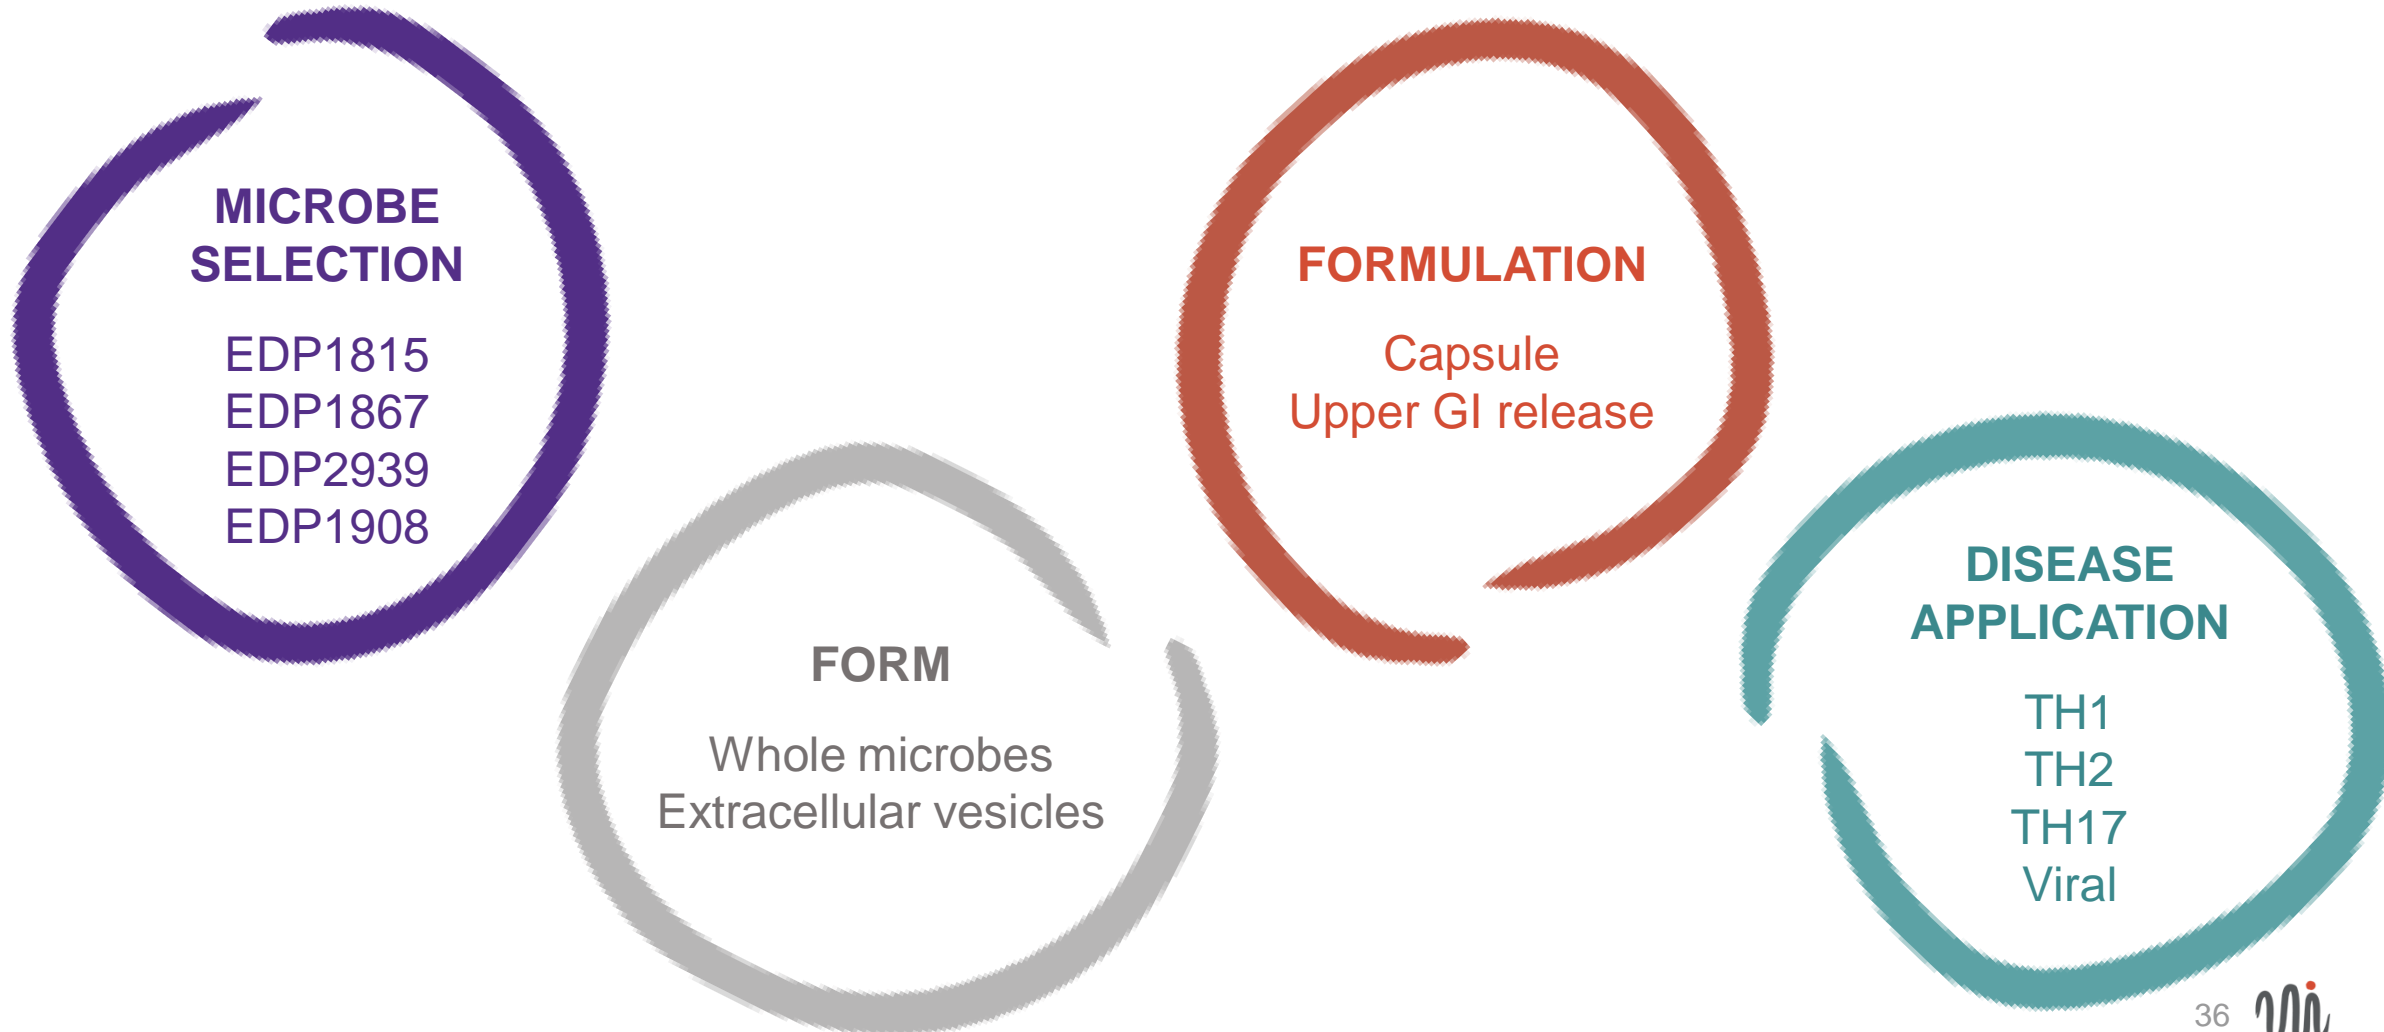 MICROBE
SELECTION
EDP1815
EDP1867
EDP2939
EDP1908
FORM
Whole microbes
Extracellular vesicles
FORMULATION
Capsule
Upper GI release
DISEASE
APPLICATION
TH1
TH2
TH17
Viral
36